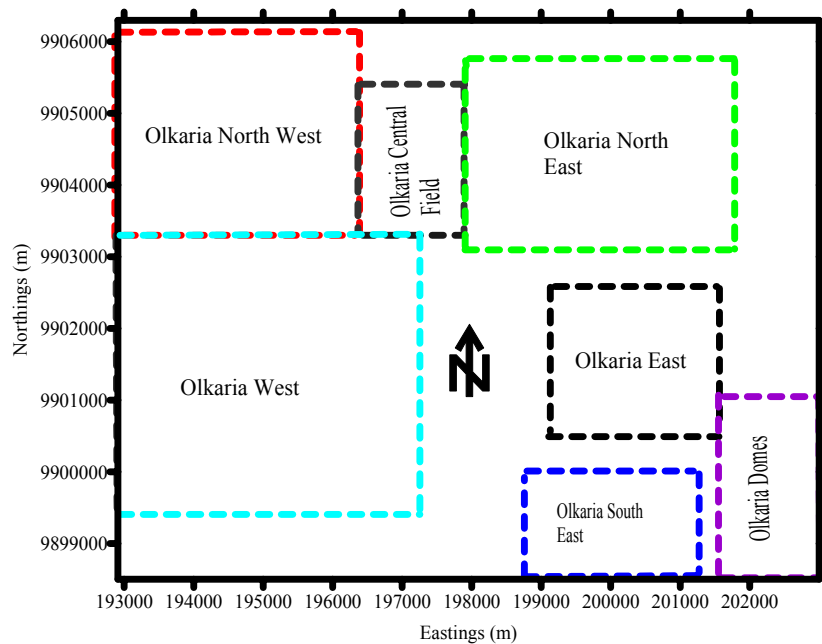 9906000
9905000
9904000
9903000
9902000
9901000
9900000
9899000
Northings (m)
Olkaria North West
Olkaria Central
Field
Olkaria North
East
Olkaria West
N
Olkaria East
Olkaria South
East
Olkaria Domes
193000 194000 195000 196000 197000 198000 199000 200000 201000 202000
Eastings (m)